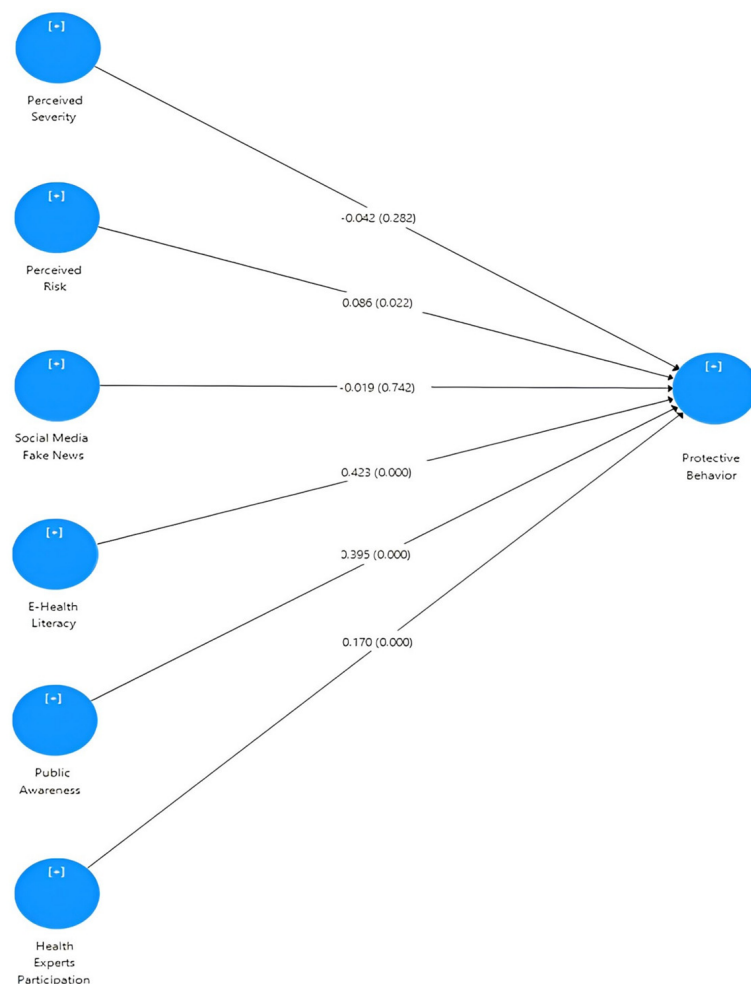 [+]
Perceived
Severity
-0.042 (0.282)
[+]
Perceived
Risk
0.086 (0.022)
[+]
Social Media
Fake News
-0.019 (0.742)
[+]
Protective
Behavior
[+]
E-Health
Literacy
0.423 (0.000)
[+]
Public
Awareness
0.395 (0.000)
[+]
Health
Experts
Participation
0.170 (0.000)